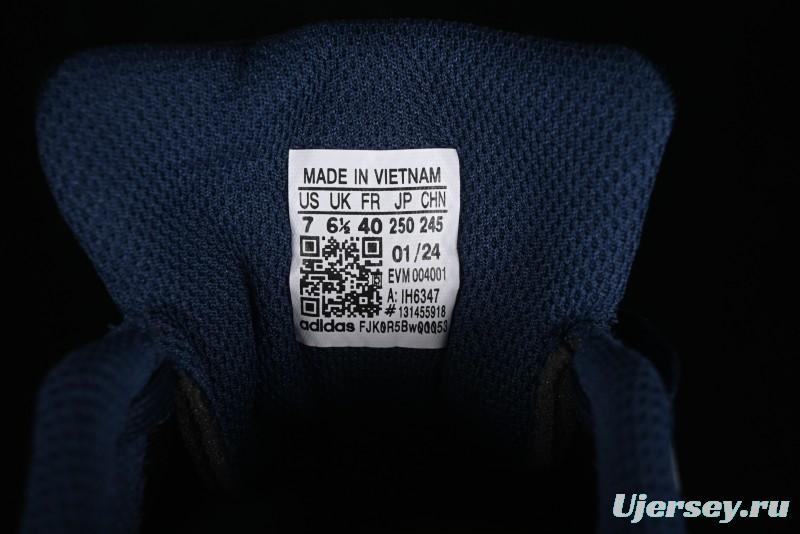 MADE IN VIETNAM
US UK FR JP CHN
7 6½ 40 250 245
01/24
EVM 004001
A: IH6347
# 131455918
adidas FJK0R5BwQ0Q53
Ujersey.ru